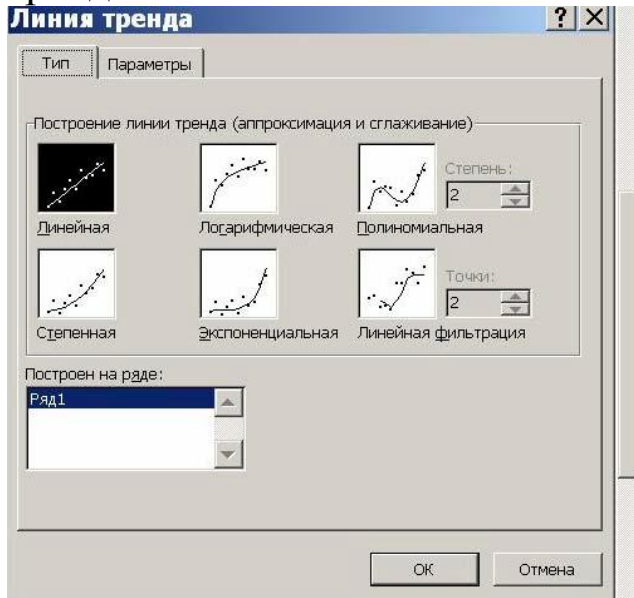 Линия тренда
Тип Параметры
Построение линии тренда (аппроксимация и сглаживание)
Степень:
2
Линейная Логарифмическая Полиномиальная
Точки:
2
Степенная Экспоненциальная Линейная фильтрация
Построен на ряде:
Ряд1
ОК Отмена